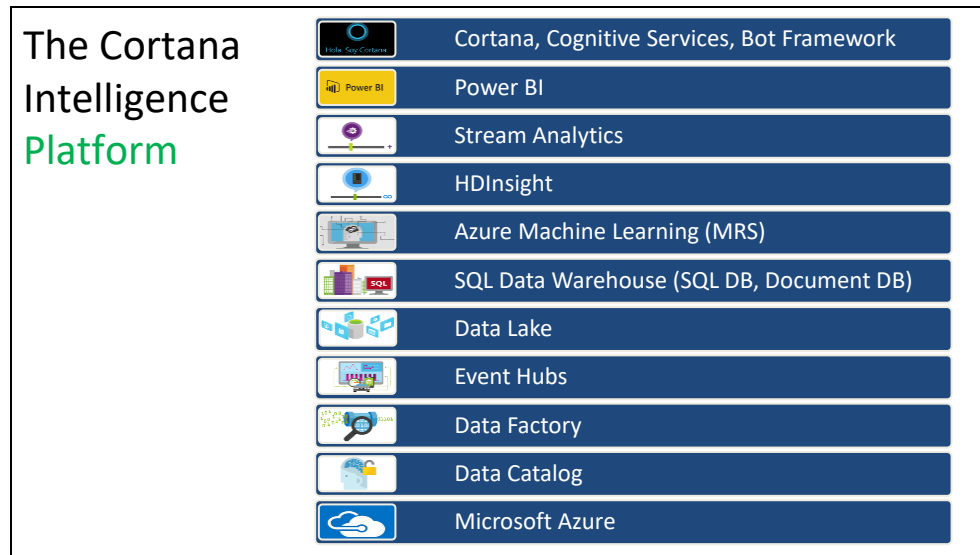 The Cortana
Intelligence
Platform
Hola. Soy Cortana.
Cortana, Cognitive Services, Bot Framework
Power BI
Power BI
Stream Analytics
HDInsight
Azure Machine Learning (MRS)
SQL
SQL Data Warehouse (SQL DB, Document DB)
Data Lake
Event Hubs
Data Factory
Data Catalog
Microsoft Azure